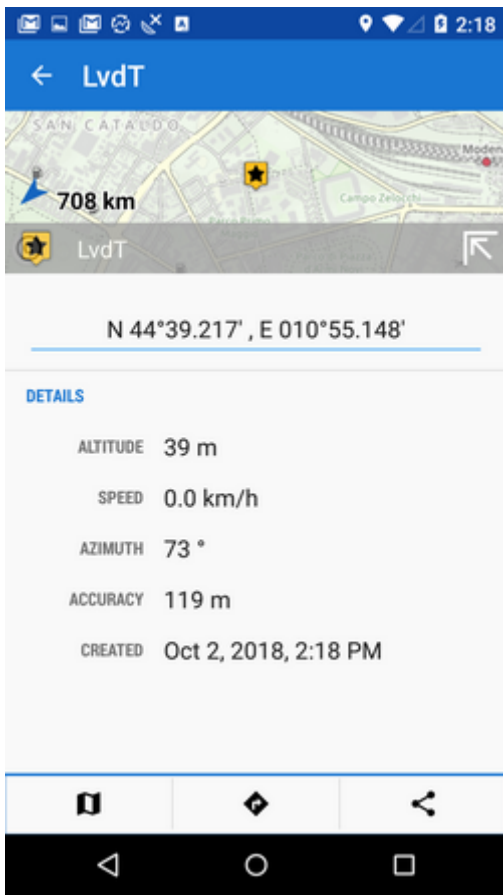 2:18
LvdT
SAN CATALDO
Moden
708 km
Campo Zelocchi
LvdT
N 44°39.217' , E 010°55.148'
DETAILS
ALTITUDE 39 m
SPEED 0.0 km/h
AZIMUTH 73 °
ACCURACY 119 m
CREATED Oct 2, 2018, 2:18 PM